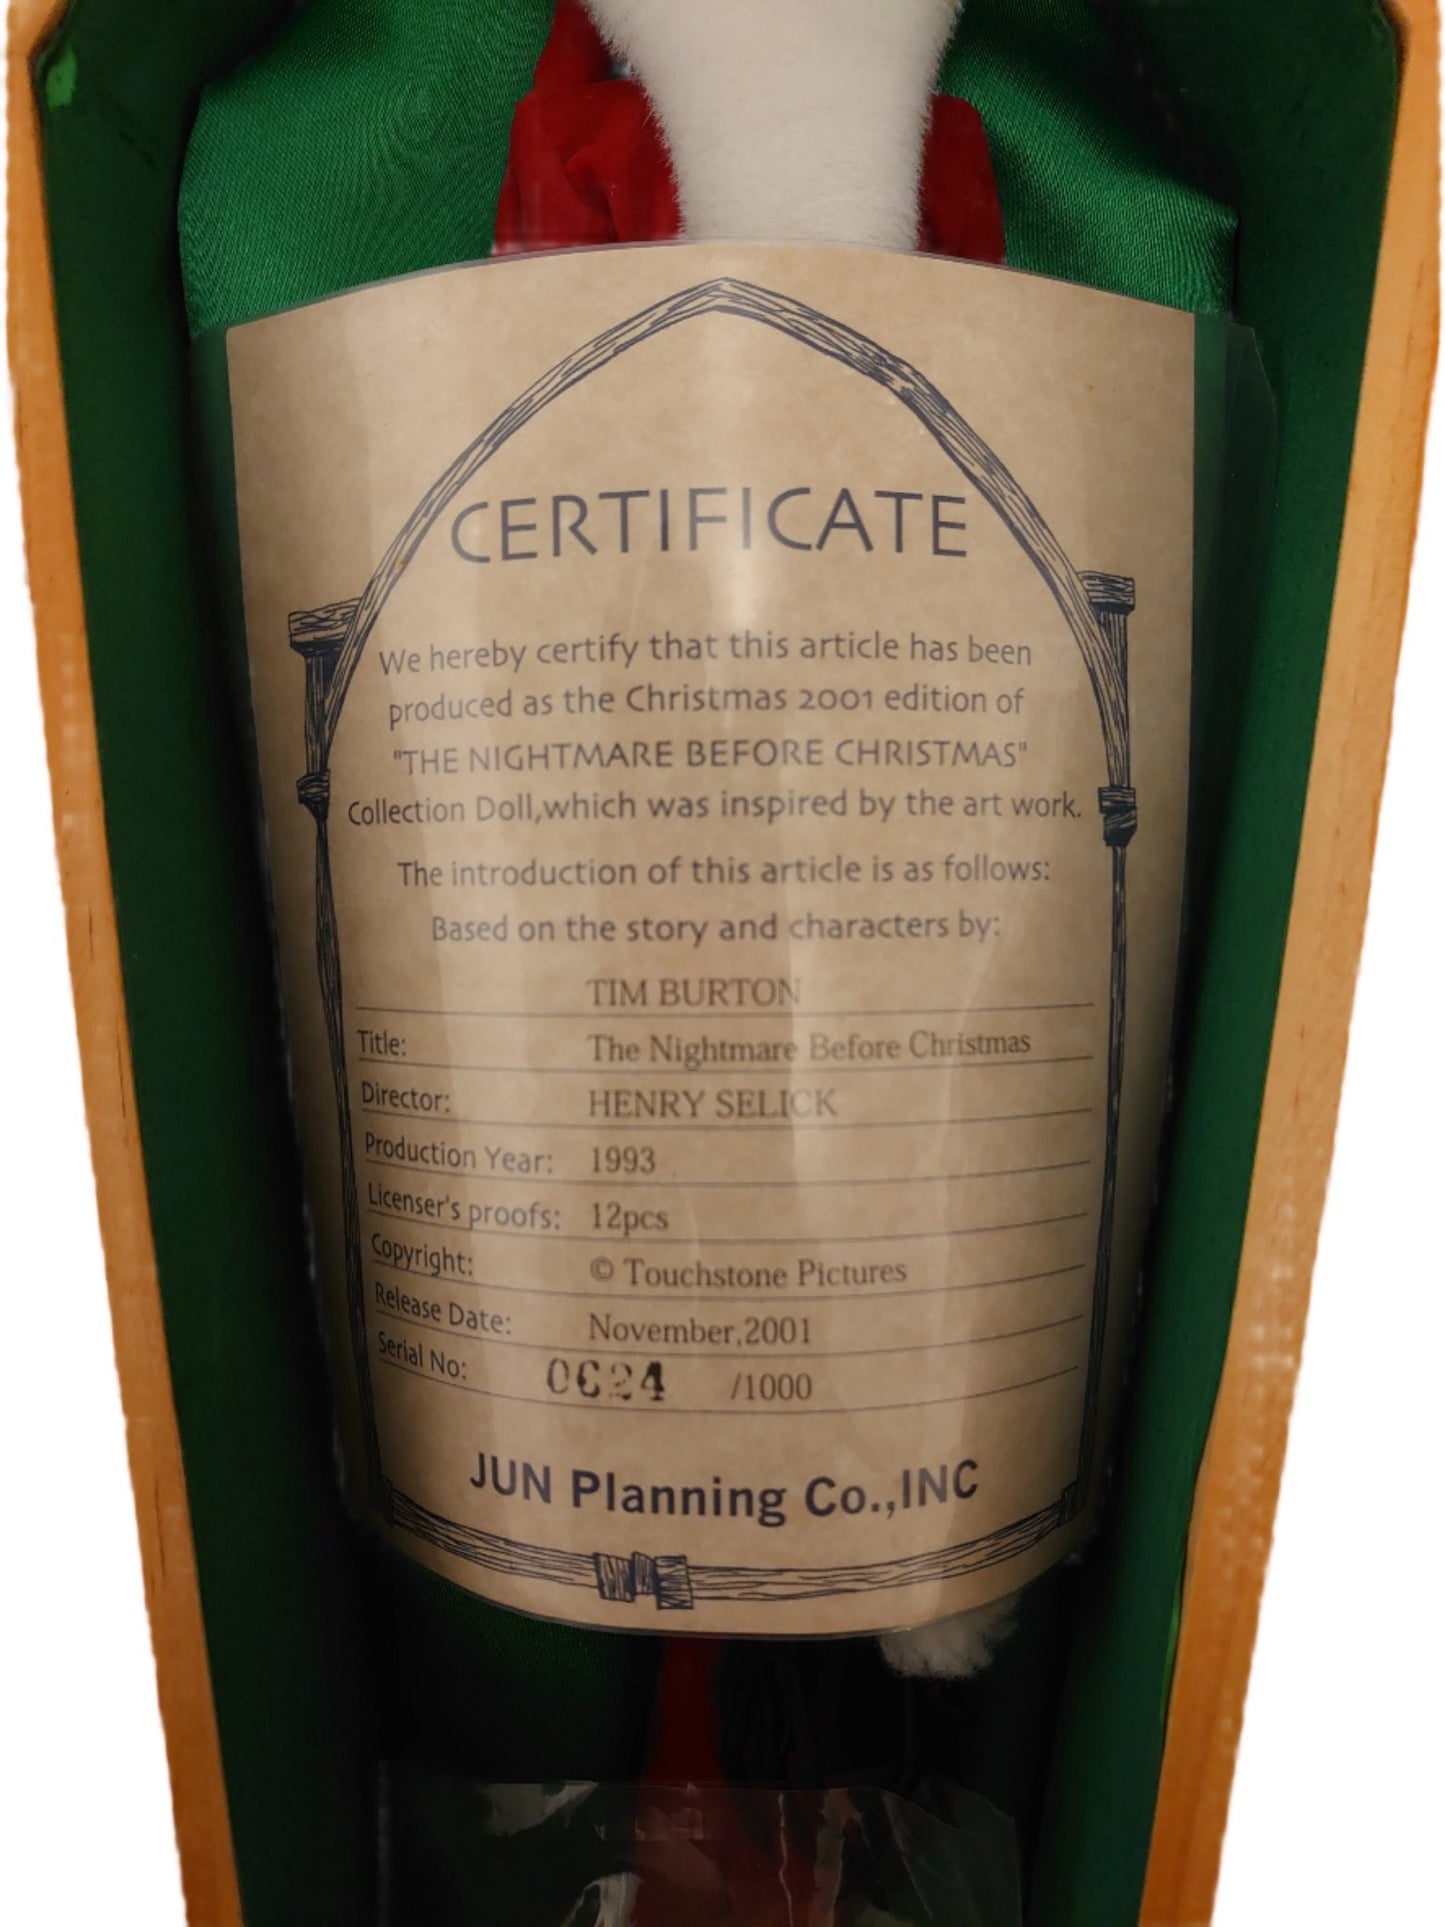 CERTIFICATE
We hereby certify that this article has been
produced as the Christmas 2001 edition of
"THE NIGHTMARE BEFORE CHRISTMAS"
Collection Doll,which was inspired by the art work.
The introduction of this article is as follows:
Based on the story and characters by:
TIM BURTON
Title: The Nightmare Before Christmas
Director: HENRY SELICK
Production Year: 1993
Licenser's proofs: 12pcs
Copyright: © Touchstone Pictures
Release Date: November,2001
Serial No: 0624 /1000
JUN Planning Co.,INC